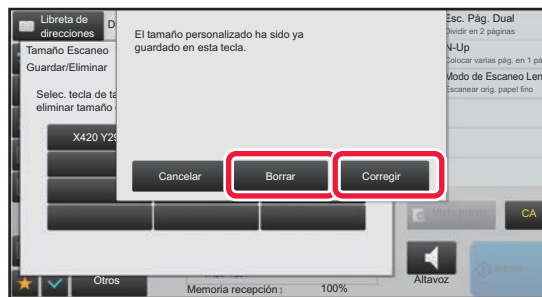 Libreta de
direcciones
D
Tamaño Escaneo
Guardar/Eliminar
Selec. tecla de ta
eliminar tamaño
X420 Y29
El tamaño personalizado ha sido ya
guardado en esta tecla.
Cancelar
Borrar
Corregir
Esc. Pág. Dual
Dividir en 2 páginas
N-Up
Colocar varias pág. en 1 pá
Modo de Escaneo Len
Escanear orig. papel fino
Vista previa
CA
Iniciar
Altavoz
Otros
Memoria recepción: 100%